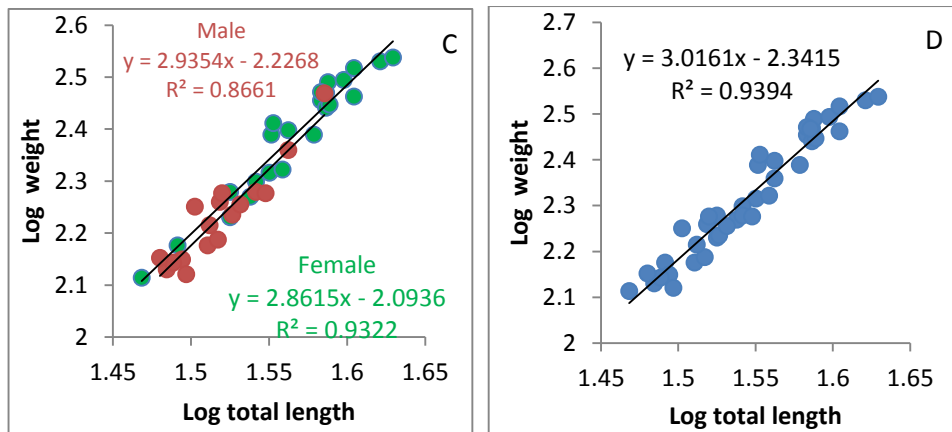 C
Male
y = 2.9354x - 2.2268
R² = 0.8661
2.6
2.5
2.4
2.3
2.2
2.1
2
Log weight
Female
y = 2.8615x - 2.0936
R² = 0.9322
1.45 1.5 1.55 1.6 1.65
Log total length
D
y = 3.0161x - 2.3415
R² = 0.9394
2.7
2.6
2.5
2.4
2.3
2.2
2.1
2
Log weight
1.45 1.5 1.55 1.6 1.65
Log total length